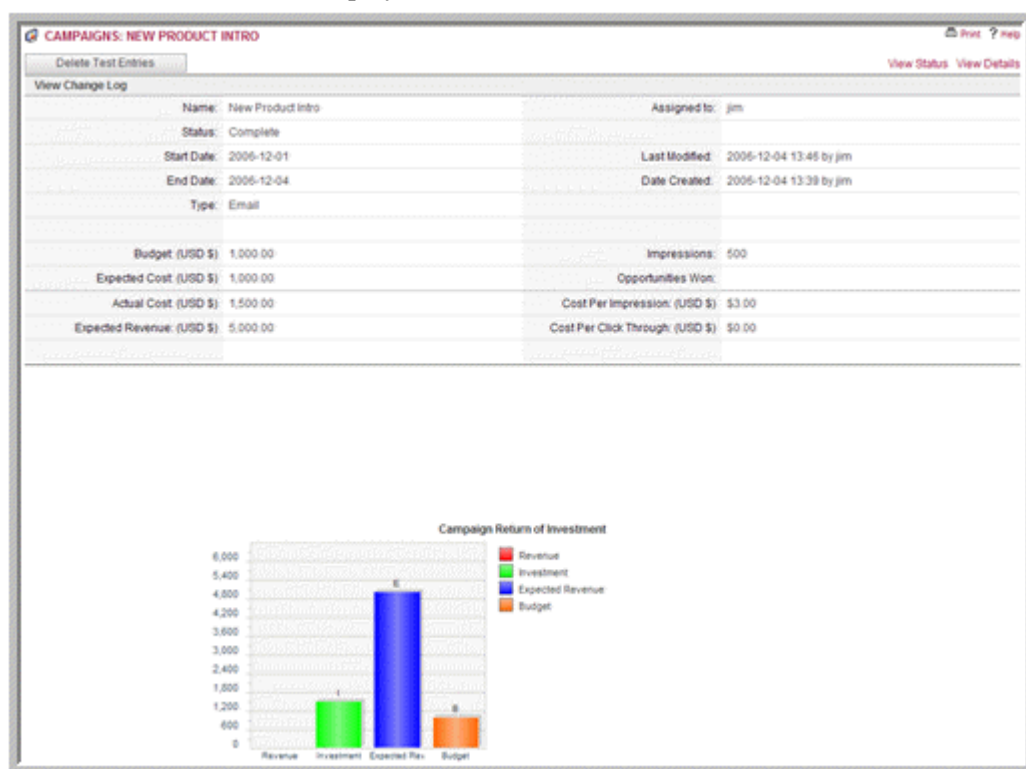 CAMPAIGNS: NEW PRODUCT INTRO
Print ? Help
Delete Test Entries
View Status View Details
View Change Log
Name: New Product Intro Assigned to: jim
Status: Complete
Start Date: 2006-12-01 Last Modified: 2006-12-04 13:46 by jim
End Date: 2006-12-04 Date Created: 2006-12-04 13:39 by jim
Type: Email
Budget: (USD $) 1,000.00 Impressions: 500
Expected Cost: (USD $) 1,000.00 Opportunities Won:
Actual Cost: (USD $) 1,500.00 Cost Per Impression: (USD $) $3.00
Expected Revenue: (USD $) 5,000.00 Cost Per Click Through: (USD $) $0.00
Campaign Return of Investment
6,000
5,400
4,800
4,200
3,600
3,000
2,400
1,800
1,200
600
0
E
I
B
Revenue Investment Expected Rev Budget
Revenue
Investment
Expected Revenue
Budget